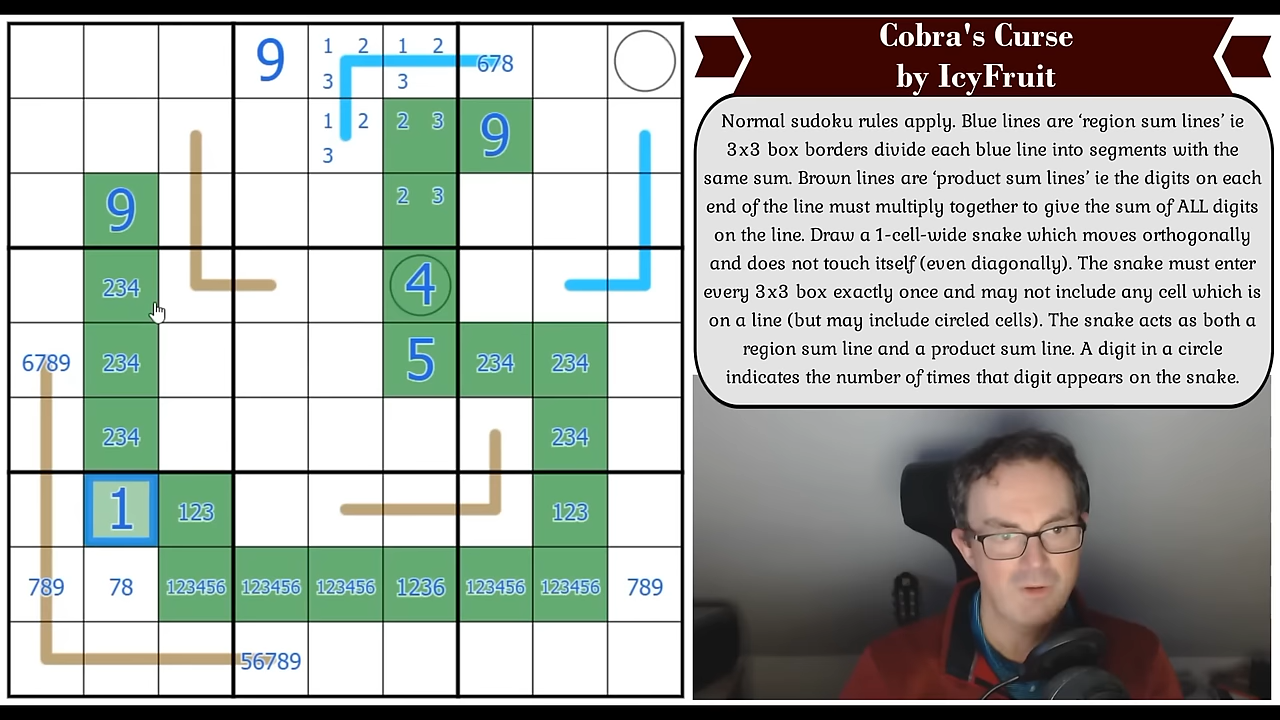 Cobra's Curse
by IcyFruit
Normal sudoku rules apply. Blue lines are ‘region sum lines’ ie
3x3 box borders divide each blue line into segments with the
same sum. Brown lines are ‘product sum lines’ ie the digits on each
end of the line must multiply together to give the sum of ALL digits
on the line. Draw a 1-cell-wide snake which moves orthogonally
and does not touch itself (even diagonally). The snake must enter
every 3x3 box exactly once and may not include any cell which is
on a line (but may include circled cells). The snake acts as both a
region sum line and a product sum line. A digit in a circle
indicates the number of times that digit appears on the snake.
9 1 2 3 1 2 3 678
1 2 3 2 3 9
9 2 3
234 4
6789 234 5 234 234
234 234
1 123 123
789 78 123456 123456 123456 1236 123456 123456 789
56789